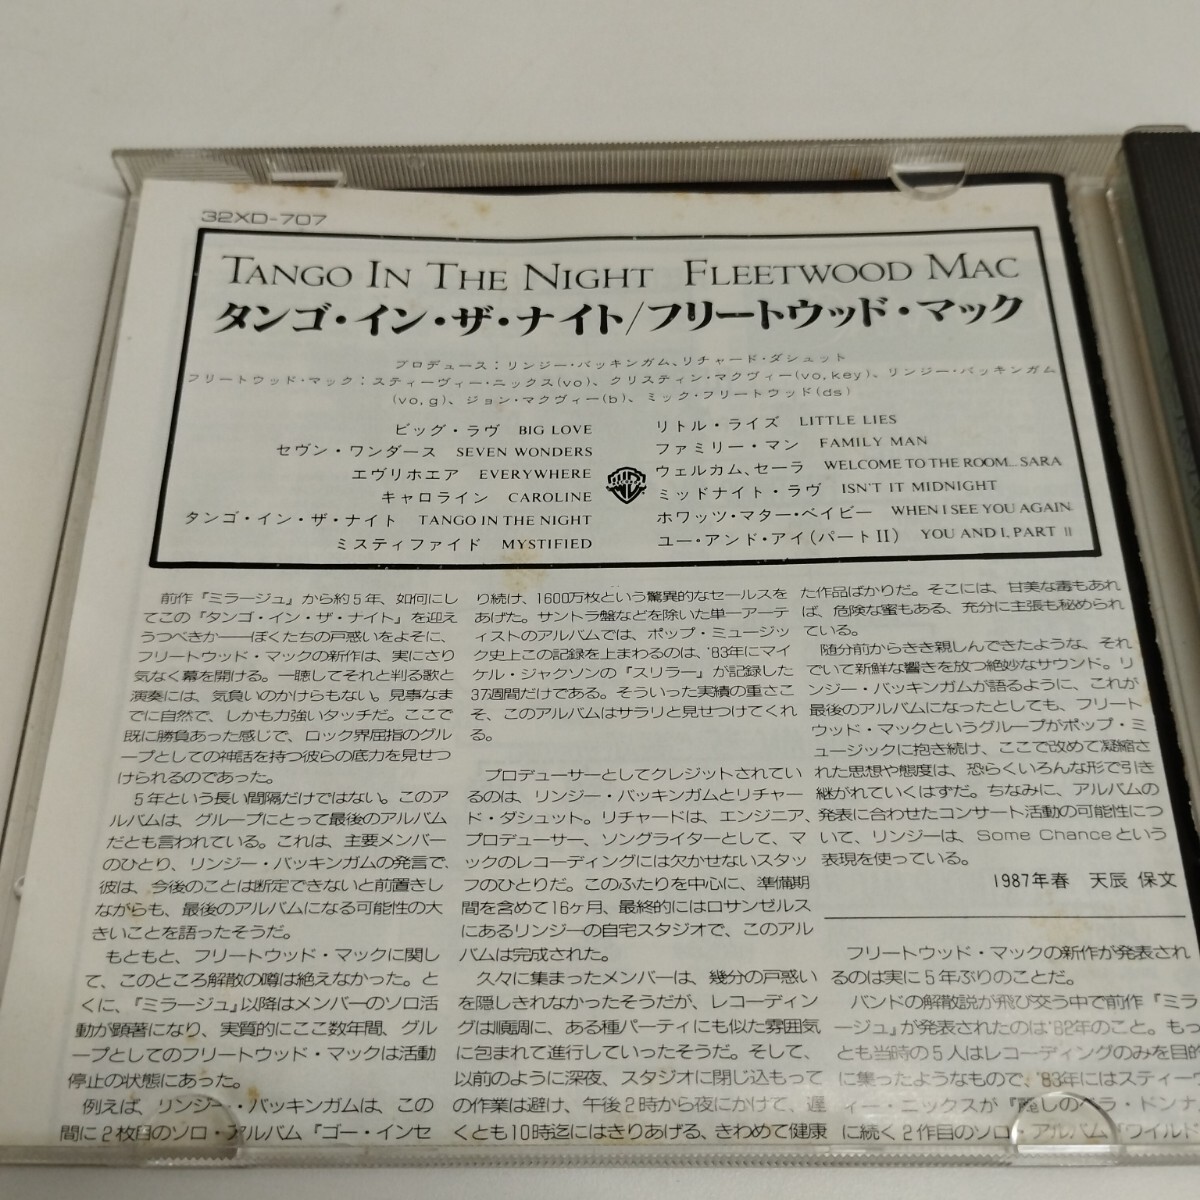 32XD-707
TANGO IN THE NIGHT FLEETWOOD MAC
タンゴ・イン・ザ・ナイト/フリートウッド・マック
プロデュース：リンジー・バッキンガム、リチャード・ダシュット
フリートウッド・マック：スティーヴィー・ニックス(vo)、クリスティン・マクヴィー(vo, key)、リンジー・バッキンガム
(vo, g)、ジョン・マクヴィー(b)、ミック・フリートウッド(ds)
ビッグ・ラヴ BIG LOVE
セヴン・ワンダース SEVEN WONDERS
エヴリホエア EVERYWHERE
キャロライン CAROLINE
タンゴ・イン・ザ・ナイト TANGO IN THE NIGHT
ミスティファイド MYSTIFIED
リトル・ライズ LITTLE LIES
ファミリー・マン FAMILY MAN
ウェルカム、セーラ WELCOME TO THE ROOM... SARA
ミッドナイト・ラヴ ISN'T IT MIDNIGHT
ホワッツ・マター・ベイビー WHEN I SEE YOU AGAIN
ユー・アンド・アイ(パートII) YOU AND I, PART II
前作『ミラージュ』から約5年、如何にし
てこの『タンゴ・イン・ザ・ナイト』を迎え
うつべきか――ぼくたちの戸惑いをよそに、
フリートウッド・マックの新作は、実にさり
気なく幕を開ける。一聴してそれと判る歌と
演奏には、気負いのかけらもない。見事なま
でに自然で、しかも力強いタッチだ。ここで
既に勝負あった感じで、ロック界屈指のグル
ープとしての神話を持つ彼らの底力を見せつ
けられるのであった。
5年という長い間隔だけではない。このア
ルバムは、グループにとって最後のアルバム
だとも言われている。これは、主要メンバー
のひとり、リンジー・バッキンガムの発言で、
彼は、今後のことは断定できないと前置きし
ながらも、最後のアルバムになる可能性の大
きいことを語ったそうだ。
もともと、フリートウッド・マックに関し
て、このところ解散の噂は絶えなかった。と
くに、『ミラージュ』以降はメンバーのソロ活
動が顕著になり、実質的にここ数年間、グル
ープとしてのフリートウッド・マックは活動
停止の状態にあった。
例えば、リンジー・バッキンガムは、この
間に2枚目のソロ・アルバム『ゴー・インセ
り続け、1600万枚という驚異的なセールスを
あげた。サントラ盤などを除いた単一アーテ
ィストのアルバムでは、ポップ・ミュージッ
ク史上この記録を上まわるのは、'83年にマイ
ケル・ジャクソンの『スリラー』が記録した
37週間だけである。そういった実績の重さこ
そ、このアルバムはサラリと見せつけてくれ
る。
プロデューサーとしてクレジットされてい
るのは、リンジー・バッキンガムとリチャー
ド・ダシュット。リチャードは、エンジニア、
プロデューサー、ソングライターとして、マ
ックのレコーディングには欠かせないスタッ
フのひとりだ。このふたりを中心に、準備期
間を含めて16ヶ月、最終的にはロサンゼルス
にあるリンジーの自宅スタジオで、このアル
バムは完成された。
久々に集まったメンバーは、幾分の戸惑い
を隠しきれなかったそうだが、レコーディン
グは順調に、ある種パーティにも似た雰囲気
に包まれて進行していったそうだ。そして、
以前のように深夜、スタジオに閉じ込もって
の作業は避け、午後2時から夜にかけて、遅
くとも10時迄にはきりあげる、きわめて健康
た作品ばかりだ。そこには、甘美な毒もあれ
ば、危険な蜜もある、充分に主張も秘められ
ている。
随分前からきき親しんできたような、それ
でいて新鮮な響きを放つ絶妙なサウンド。リ
ンジー・バッキンガムが語るように、これが
最後のアルバムになったとしても、フリート
ウッド・マックというグループがポップ・ミ
ュージックに抱き続け、ここで改めて凝縮さ
れた思想や態度は、恐らくいろんな形で引き
継がれていくはずだ。ちなみに、アルバムの
発表に合わせたコンサート活動の可能性につ
いて、リンジーは、Some Chanceという
表現を使っている。
1987年春 天辰 保文
フリートウッド・マックの新作が発表され
るのは実に5年ぶりのことだ。
バンドの解散説が飛び交う中で前作『ミラ
ージュ』が発表されたのは'82年のこと。もっ
とも当時の5人はレコーディングのみを目的
に集ったようなもので、'83年にはスティーヴ
ィー・ニックスが『麗しのベラ・ドンナ
に続く2作目のソロ・アルバム『ワイルド